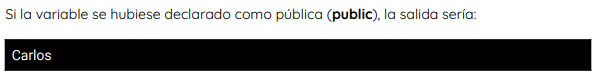 Si la variable se hubiese declarado como pública (public), la salida sería:
Carlos